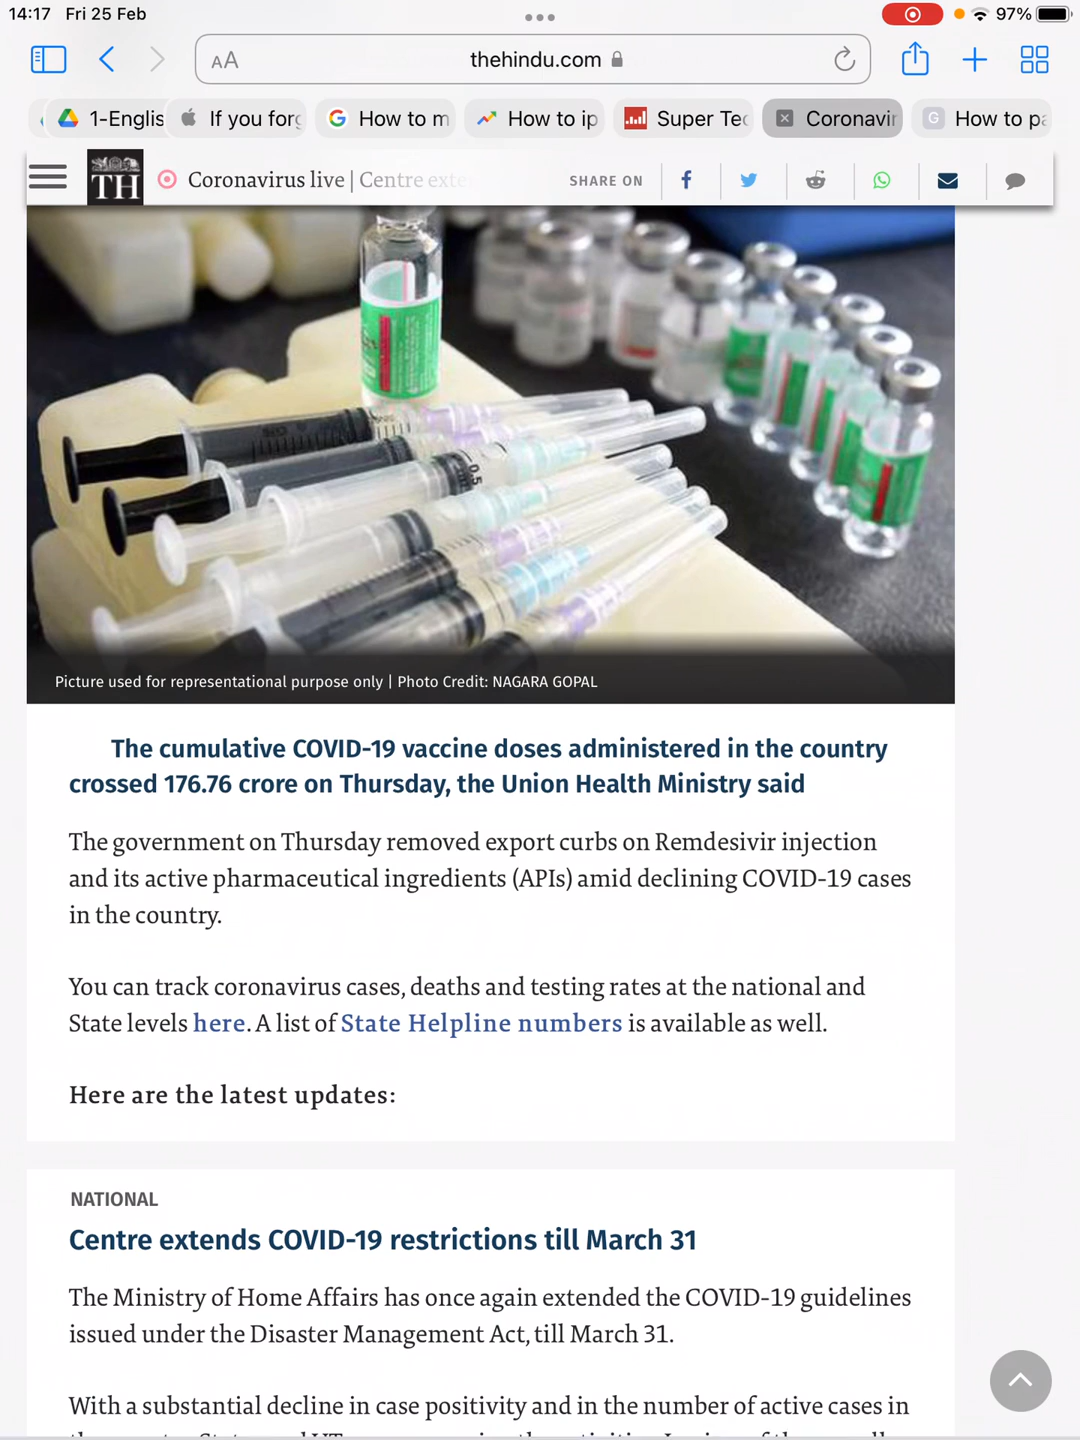 14:17 Fri 25 Feb
97%
AA thehindu.com
1-Englis
If you forg
How to m
How to ip
Super Tec
Coronavir
G How to pa
TH Coronavirus live | Centre exte
SHARE ON
Picture used for representational purpose only | Photo Credit: NAGARA GOPAL
The cumulative COVID-19 vaccine doses administered in the country
crossed 176.76 crore on Thursday, the Union Health Ministry said
The government on Thursday removed export curbs on Remdesivir injection
and its active pharmaceutical ingredients (APIs) amid declining COVID-19 cases
in the country.
You can track coronavirus cases, deaths and testing rates at the national and
State levels here. A list of State Helpline numbers is available as well.
Here are the latest updates:
NATIONAL
Centre extends COVID-19 restrictions till March 31
The Ministry of Home Affairs has once again extended the COVID-19 guidelines
issued under the Disaster Management Act, till March 31.
With a substantial decline in case positivity and in the number of active cases in